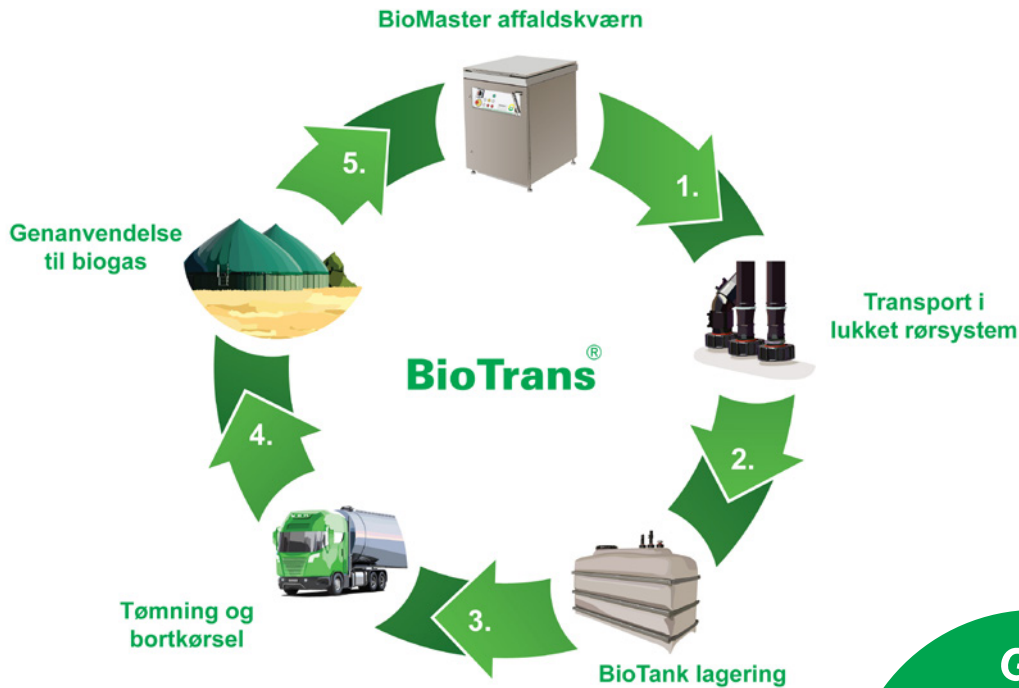 BioMaster affaldskværn
1.
Transport i
lukket rørsystem
2.
BioTank lagering
3.
Tømning og
bortkørsel
4.
Genanvendelse
til biogas
5.
BioTrans®